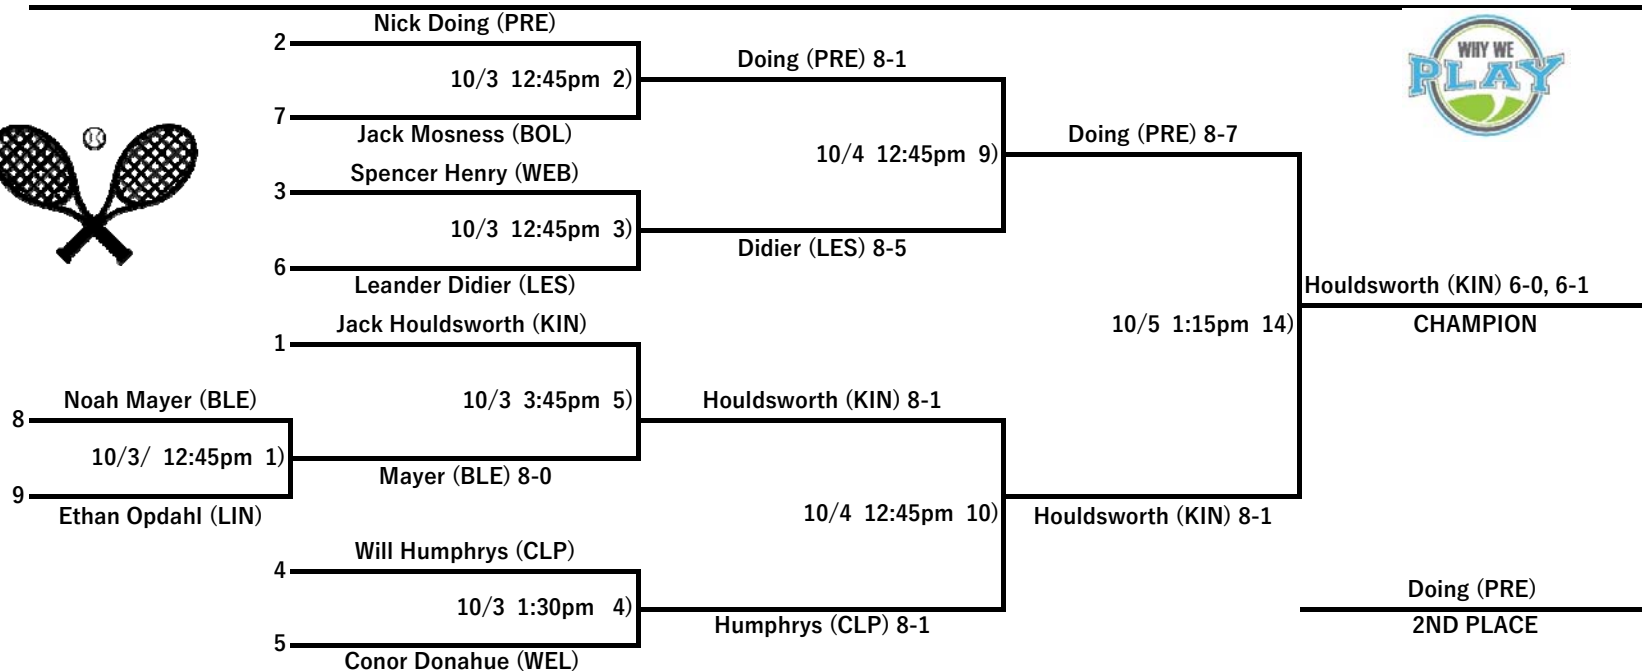 Nick Doing (PRE)
2
10/3 12:45pm 2)
Doing (PRE) 8-1
WHY WE
PLAY
7
Jack Mosness (BOL)
10/4 12:45pm 9)
Doing (PRE) 8-7
Spencer Henry (WEB)
3
10/3 12:45pm 3)
Didier (LES) 8-5
6
Leander Didier (LES)
Houldsworth (KIN) 6-0, 6-1
Jack Houldsworth (KIN)
1
10/5 1:15pm 14)
CHAMPION
Noah Mayer (BLE)
8
10/3 3:45pm 5)
Houldsworth (KIN) 8-1
10/3/ 12:45pm 1)
Mayer (BLE) 8-0
9
Ethan Opdahl (LIN)
10/4 12:45pm 10)
Houldsworth (KIN) 8-1
Will Humphrys (CLP)
4
10/3 1:30pm 4)
Doing (PRE)
Humphrys (CLP) 8-1
2ND PLACE
5
Conor Donahue (WEL)